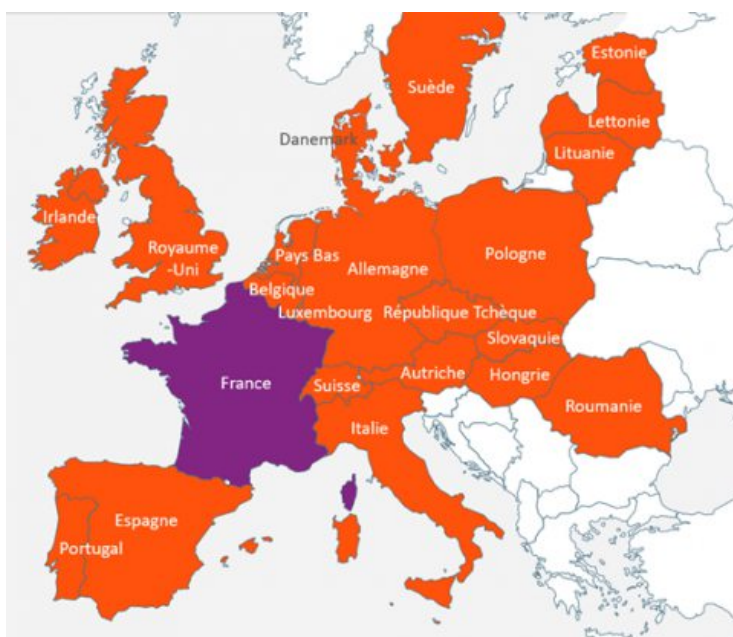 Estonie
Suède
Lettonie
Danemark
Lituanie
Irlande
Royaume
-Uni
Pays Bas
Allemagne
Pologne
Belgique
Luxembourg
République Tchèque
Slovaquie
France
Suisse
Autriche
Hongrie
Roumanie
Italie
Espagne
Portugal